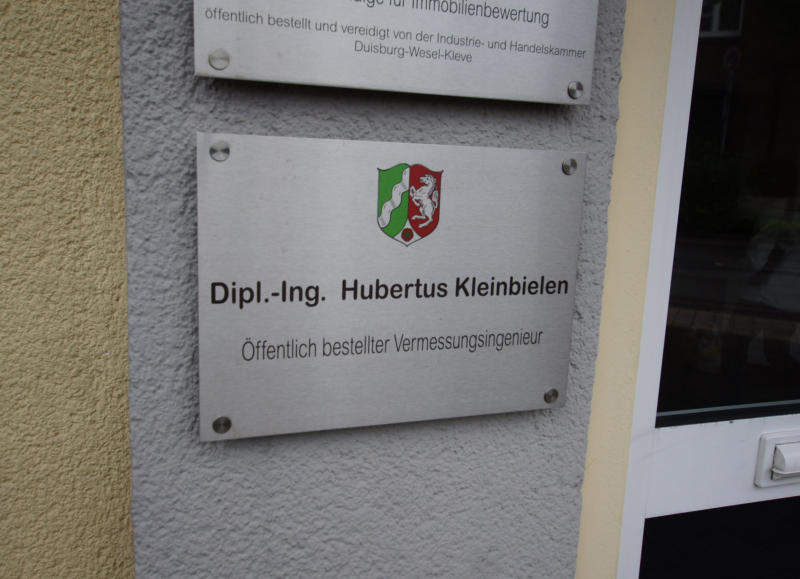 für Immobilienbewertung
öffentlich bestellt und vereidigt von der Industrie- und Handelskammer
Duisburg-Wesel-Kleve
Dipl.-Ing. Hubertus Kleinbielen
Öffentlich bestellter Vermessungsingenieur